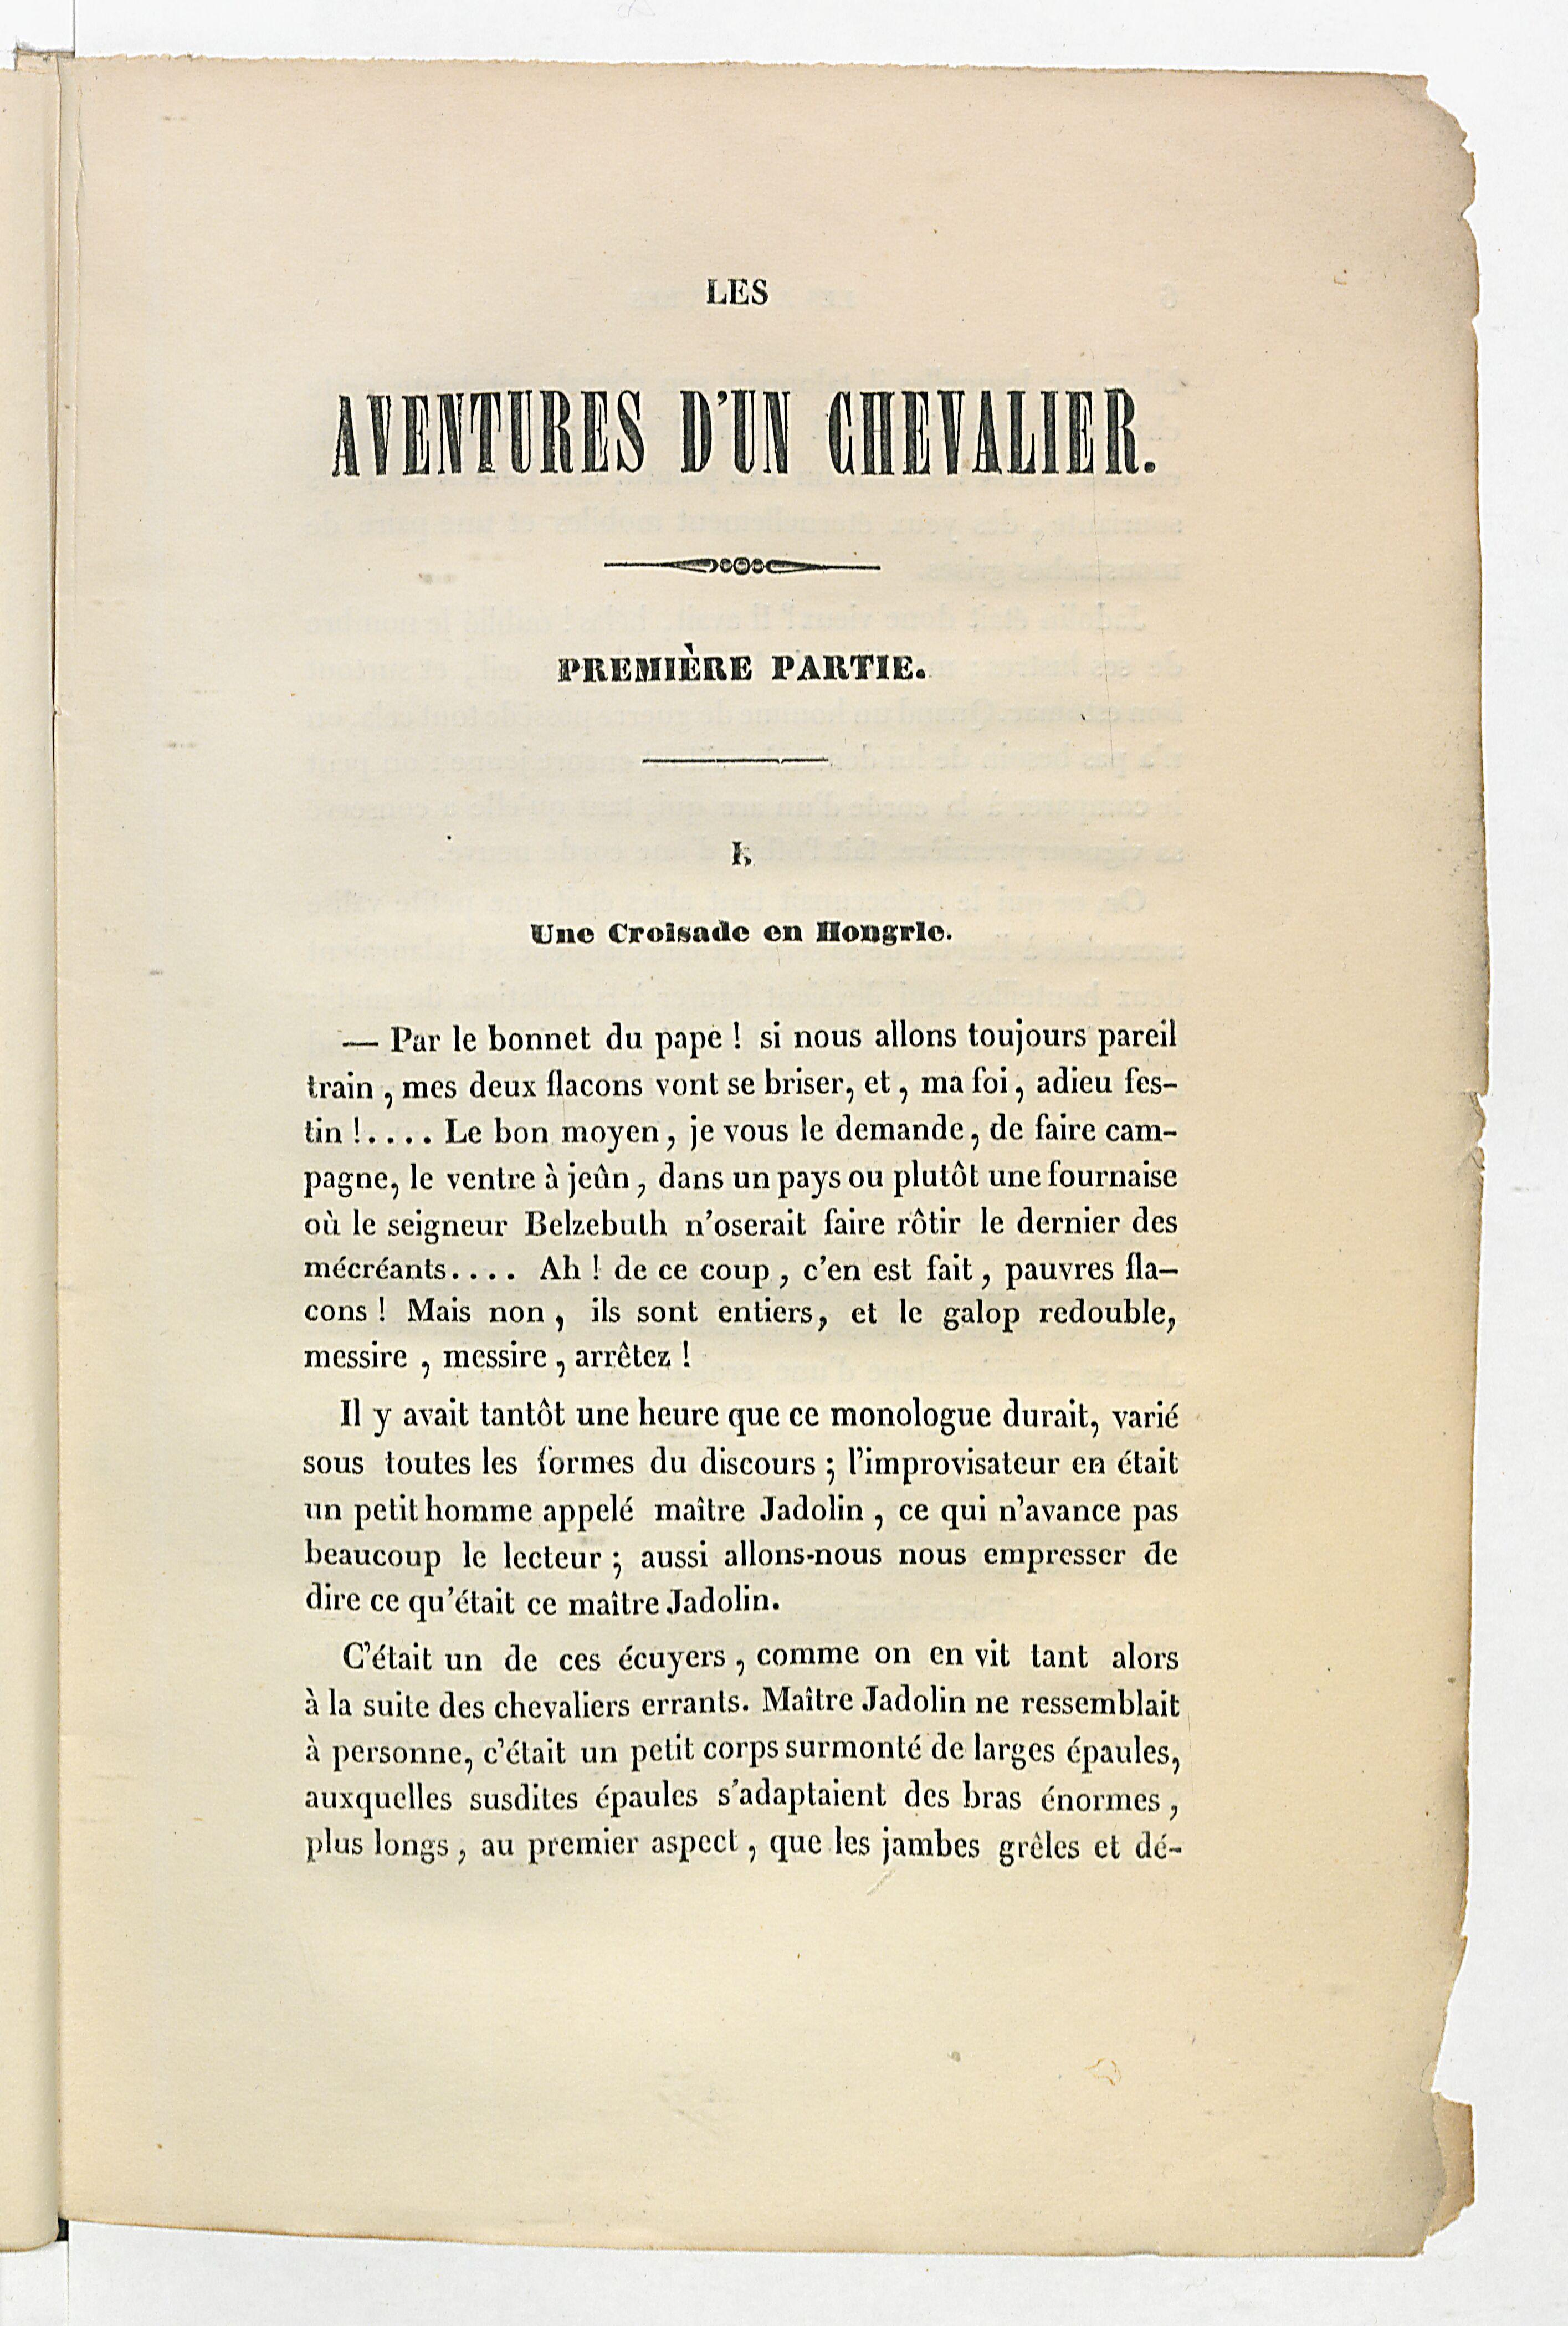 LES
AVENTURES D'UN CHEVALIER.
PREMIÈRE PARTIE.
I.
Une Croisade en Hongrie.
— Par le bonnet du pape ! si nous allons toujours pareil
train , mes deux flacons vont se briser, et , ma foi , adieu fes-
tin !.... Le bon moyen , je vous le demande , de faire cam-
pagne, le ventre à jeûn , dans un pays ou plutôt une fournaise
où le seigneur Belzebuth n'oserait faire rôtir le dernier des
mécréants.... Ah ! de ce coup , c'en est fait , pauvres fla-
cons ! Mais non , ils sont entiers, et le galop redouble,
messire , messire , arrêtez !
Il y avait tantôt une heure que ce monologue durait, varié
sous toutes les formes du discours ; l'improvisateur en était
un petit homme appelé maître Jadolin , ce qui n'avance pas
beaucoup le lecteur ; aussi allons-nous nous empresser de
dire ce qu'était ce maître Jadolin.
C'était un de ces écuyers , comme on en vit tant alors
à la suite des chevaliers errants. Maître Jadolin ne ressemblait
à personne, c'était un petit corps surmonté de larges épaules,
auxquelles susdites épaules s'adaptaient des bras énormes ,
plus longs , au premier aspect , que les jambes grêles et dé-